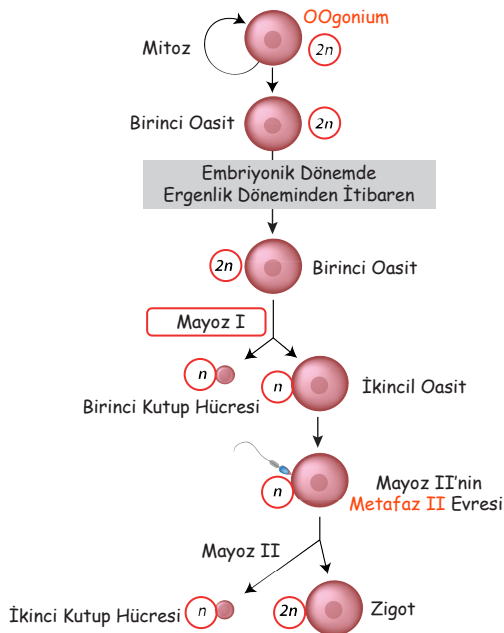 OOgonium
Mitoz
2n
Birinci Oasit
2n
Embriyonik Dönemde
Ergenlik Döneminden İtibaren
2n
Birinci Oasit
Mayoz I
n
n
İkincil Oasit
Birinci Kutup Hücresi
n
Mayoz II'nin
Metafaz II Evresi
Mayoz II
İkinci Kutup Hücresi
n
2n
Zigot